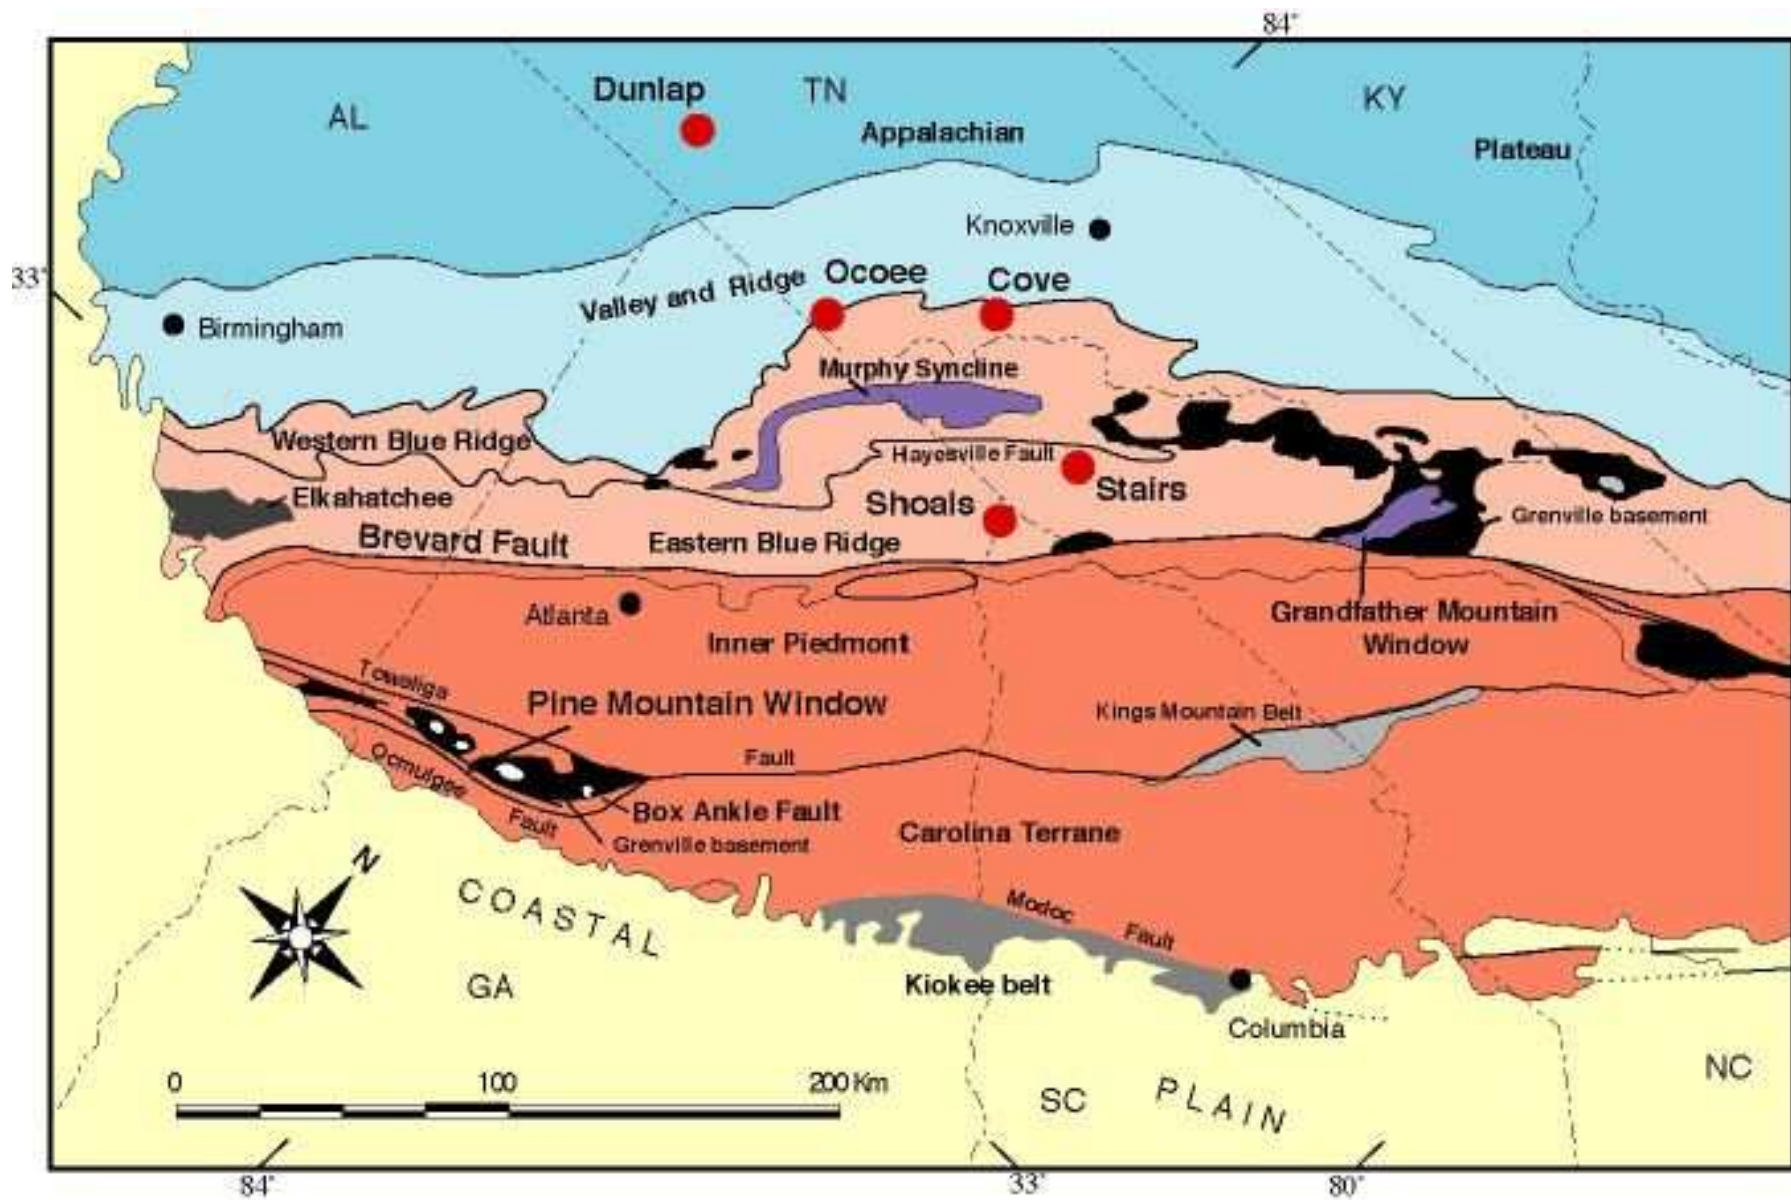 84°
Dunlap
TN
AL
KY
Appalachian
Plateau
Knoxville
33°
Valley and Ridge
Ocoee
Cove
Birmingham
Murphy Syncline
Western Blue Ridge
Hayesville Fault
Elkahatchee
Stairs
Shoals
Grenville basement
Brevard Fault
Eastern Blue Ridge
Atlanta
Grandfather Mountain
Window
Inner Piedmont
Towaliga
Pine Mountain Window
Kings Mountain Belt
Fault
Ocmulgee
Fault
Box Ankle Fault
Grenville basement
Carolina Terrane
N
COASTAL
Modoc
Fault
GA
Kiokee belt
Columbia
0 100 200 Km
SC
PLAIN
NC
84°
33°
80°